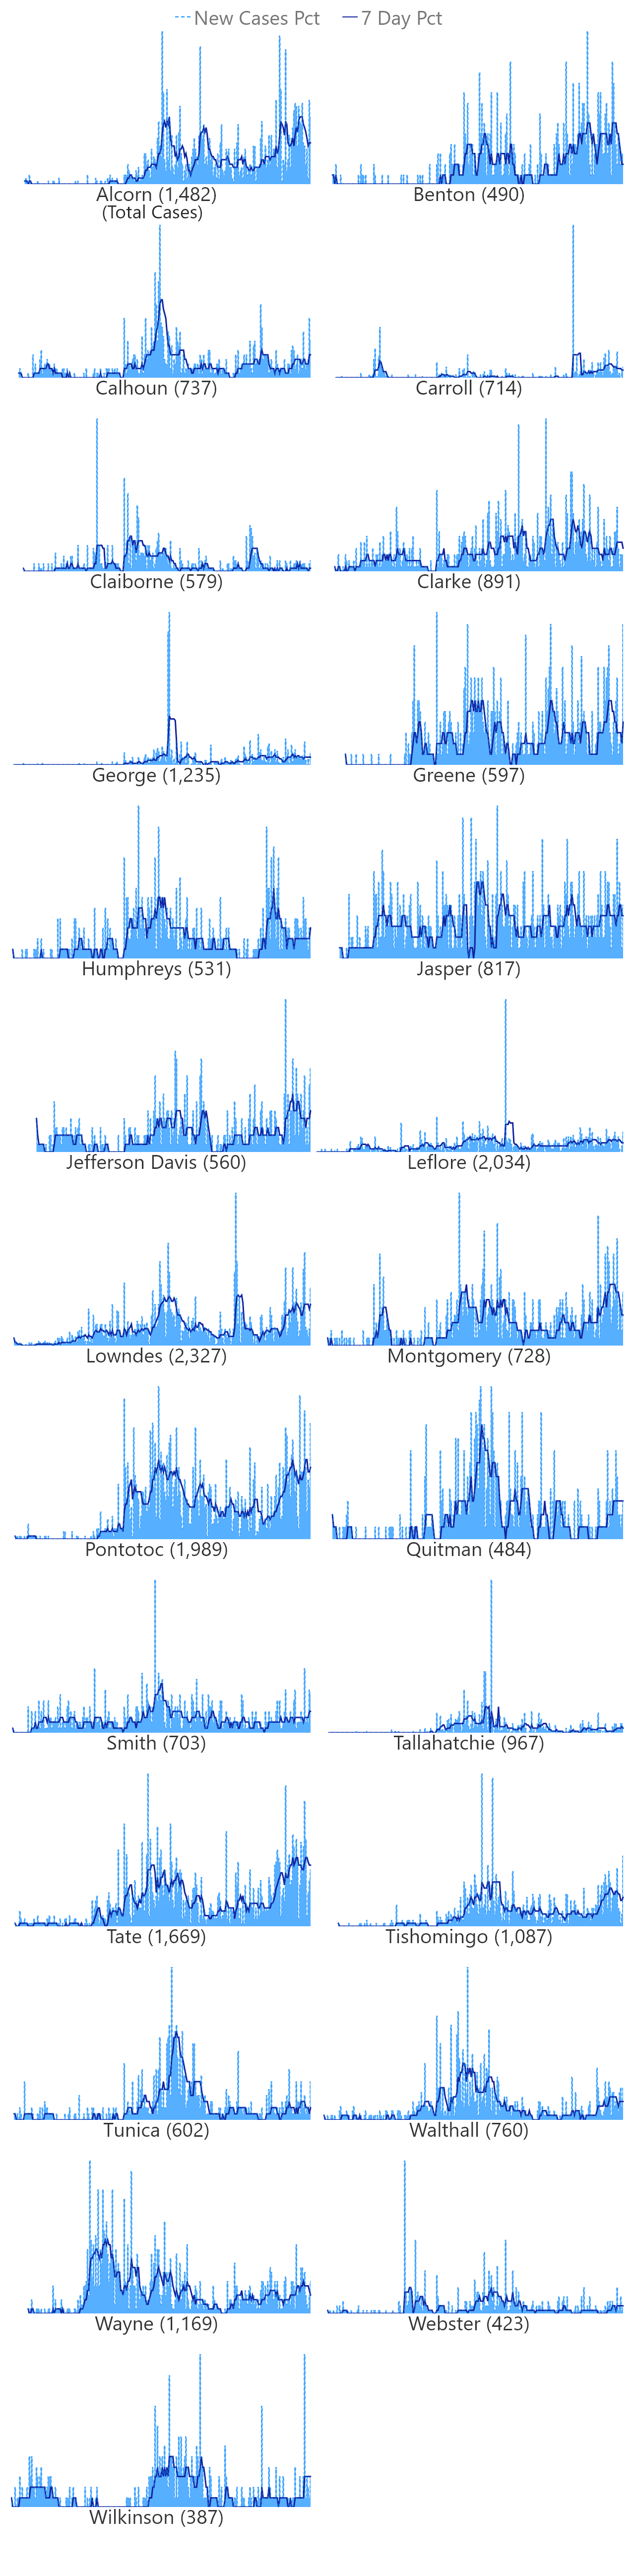 New Cases Pct 7 Day Pct
Alcorn (1,482) Benton (490)
(Total Cases)
Calhoun (737) Carroll (714)
Claiborne (579) Clarke (891)
George (1,235) Greene (597)
Humphreys (531) Jasper (817)
Jefferson Davis (560) Leflore (2,034)
Lowndes (2,327) Montgomery (728)
Pontotoc (1,989) Quitman (484)
Smith (703) Tallahatchie (967)
Tate (1,669) Tishomingo (1,087)
Tunica (602) Walthall (760)
Wayne (1,169) Webster (423)
Wilkinson (387)